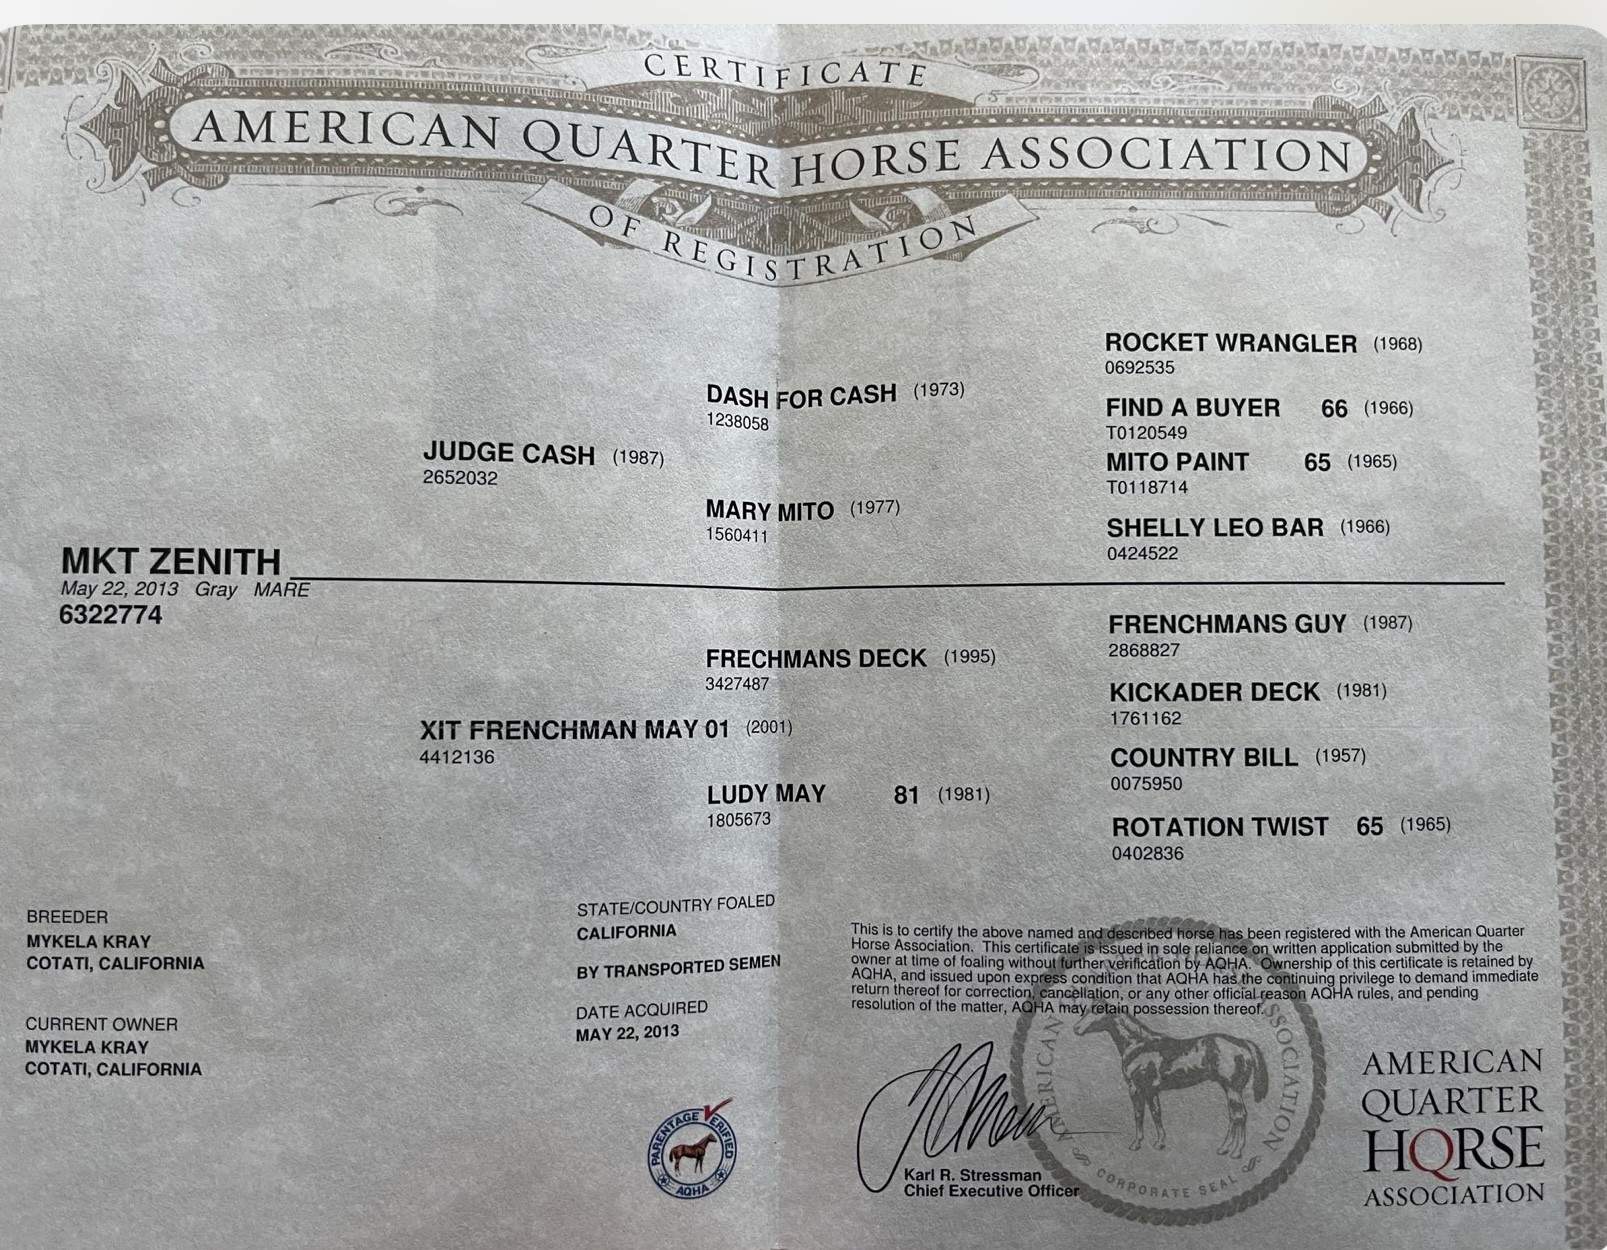 CERTIFICATE
AMERICAN QUARTER HORSE ASSOCIATION
OF REGISTRATION
ROCKET WRANGLER (1968)
0692535
DASH FOR CASH (1973)
1238058
FIND A BUYER 66 (1966)
T0120549
JUDGE CASH (1987)
2652032
MITO PAINT 65 (1965)
T0118714
MARY MITO (1977)
1560411
SHELLY LEO BAR (1966)
0424522
MKT ZENITH
May 22, 2013 Gray MARE
6322774
FRENCHMANS GUY (1987)
2868827
FRECHMANS DECK (1995)
3427487
KICKADER DECK (1981)
1761162
XIT FRENCHMAN MAY 01 (2001)
4412136
COUNTRY BILL (1957)
0075950
LUDY MAY 81 (1981)
1805673
ROTATION TWIST 65 (1965)
0402836
BREEDER
MYKELA KRAY
COTATI, CALIFORNIA
CURRENT OWNER
MYKELA KRAY
COTATI, CALIFORNIA
STATE/COUNTRY FOALED
CALIFORNIA
BY TRANSPORTED SEMEN
DATE ACQUIRED
MAY 22, 2013
PARENTAGE VERIFIED
AQHA
This is to certify the above named and described horse has been registered with the American Quarter
Horse Association. This certificate is issued in sole reliance on written application submitted by the
owner at time of foaling without further verification by AQHA. Ownership of this certificate is retained by
AQHA, and issued upon express condition that AQHA has the continuing privilege to demand immediate
return thereof for correction, cancellation, or any other official reason AQHA rules, and pending
resolution of the matter, AQHA may retain possession thereof.
Karl R. Stressman
Chief Executive Officer
AMERICAN
ASSOCIATION
CORPORATE SEAL
AMERICAN
QUARTER
HORSE
ASSOCIATION